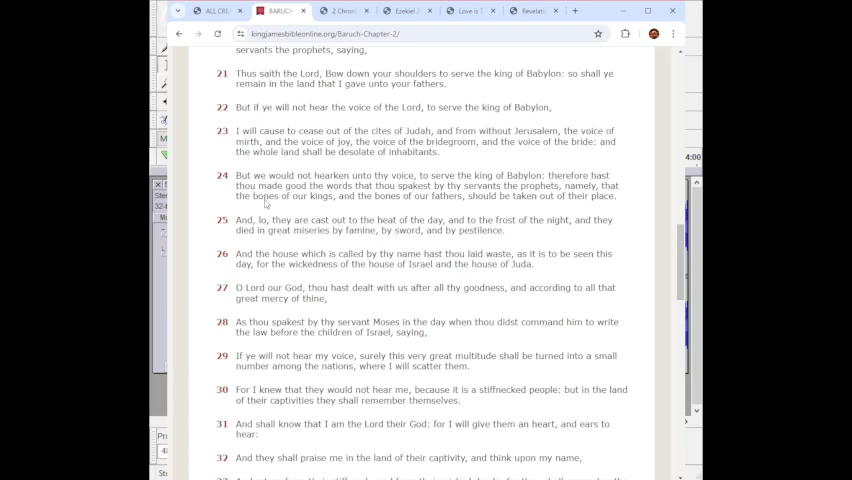 ALL CRE
BARUCH
2 Chroni
Ezekiel 2
Love is T
Revelati
kingjamesbibleonline.org/Baruch-Chapter-2/
servants the prophets, saying,
21 Thus saith the Lord, Bow down your shoulders to serve the king of Babylon: so shall ye
remain in the land that I gave unto your fathers.
22 But if ye will not hear the voice of the Lord, to serve the king of Babylon,
23 I will cause to cease out of the cites of Judah, and from without Jerusalem, the voice of
mirth, and the voice of joy, the voice of the bridegroom, and the voice of the bride: and
the whole land shall be desolate of inhabitants.
24 But we would not hearken unto thy voice, to serve the king of Babylon: therefore hast
thou made good the words that thou spakest by thy servants the prophets, namely, that
the bones of our kings, and the bones of our fathers, should be taken out of their place.
25 And, lo, they are cast out to the heat of the day, and to the frost of the night, and they
died in great miseries by famine, by sword, and by pestilence.
26 And the house which is called by thy name hast thou laid waste, as it is to be seen this
day, for the wickedness of the house of Israel and the house of Juda.
27 O Lord our God, thou hast dealt with us after all thy goodness, and according to all that
great mercy of thine,
28 As thou spakest by thy servant Moses in the day when thou didst command him to write
the law before the children of Israel, saying,
29 If ye will not hear my voice, surely this very great multitude shall be turned into a small
number among the nations, where I will scatter them.
30 For I knew that they would not hear me, because it is a stiffnecked people: but in the land
of their captivities they shall remember themselves.
31 And shall know that I am the Lord their God: for I will give them an heart, and ears to
hear:
32 And they shall praise me in the land of their captivity, and think upon my name,
4:00